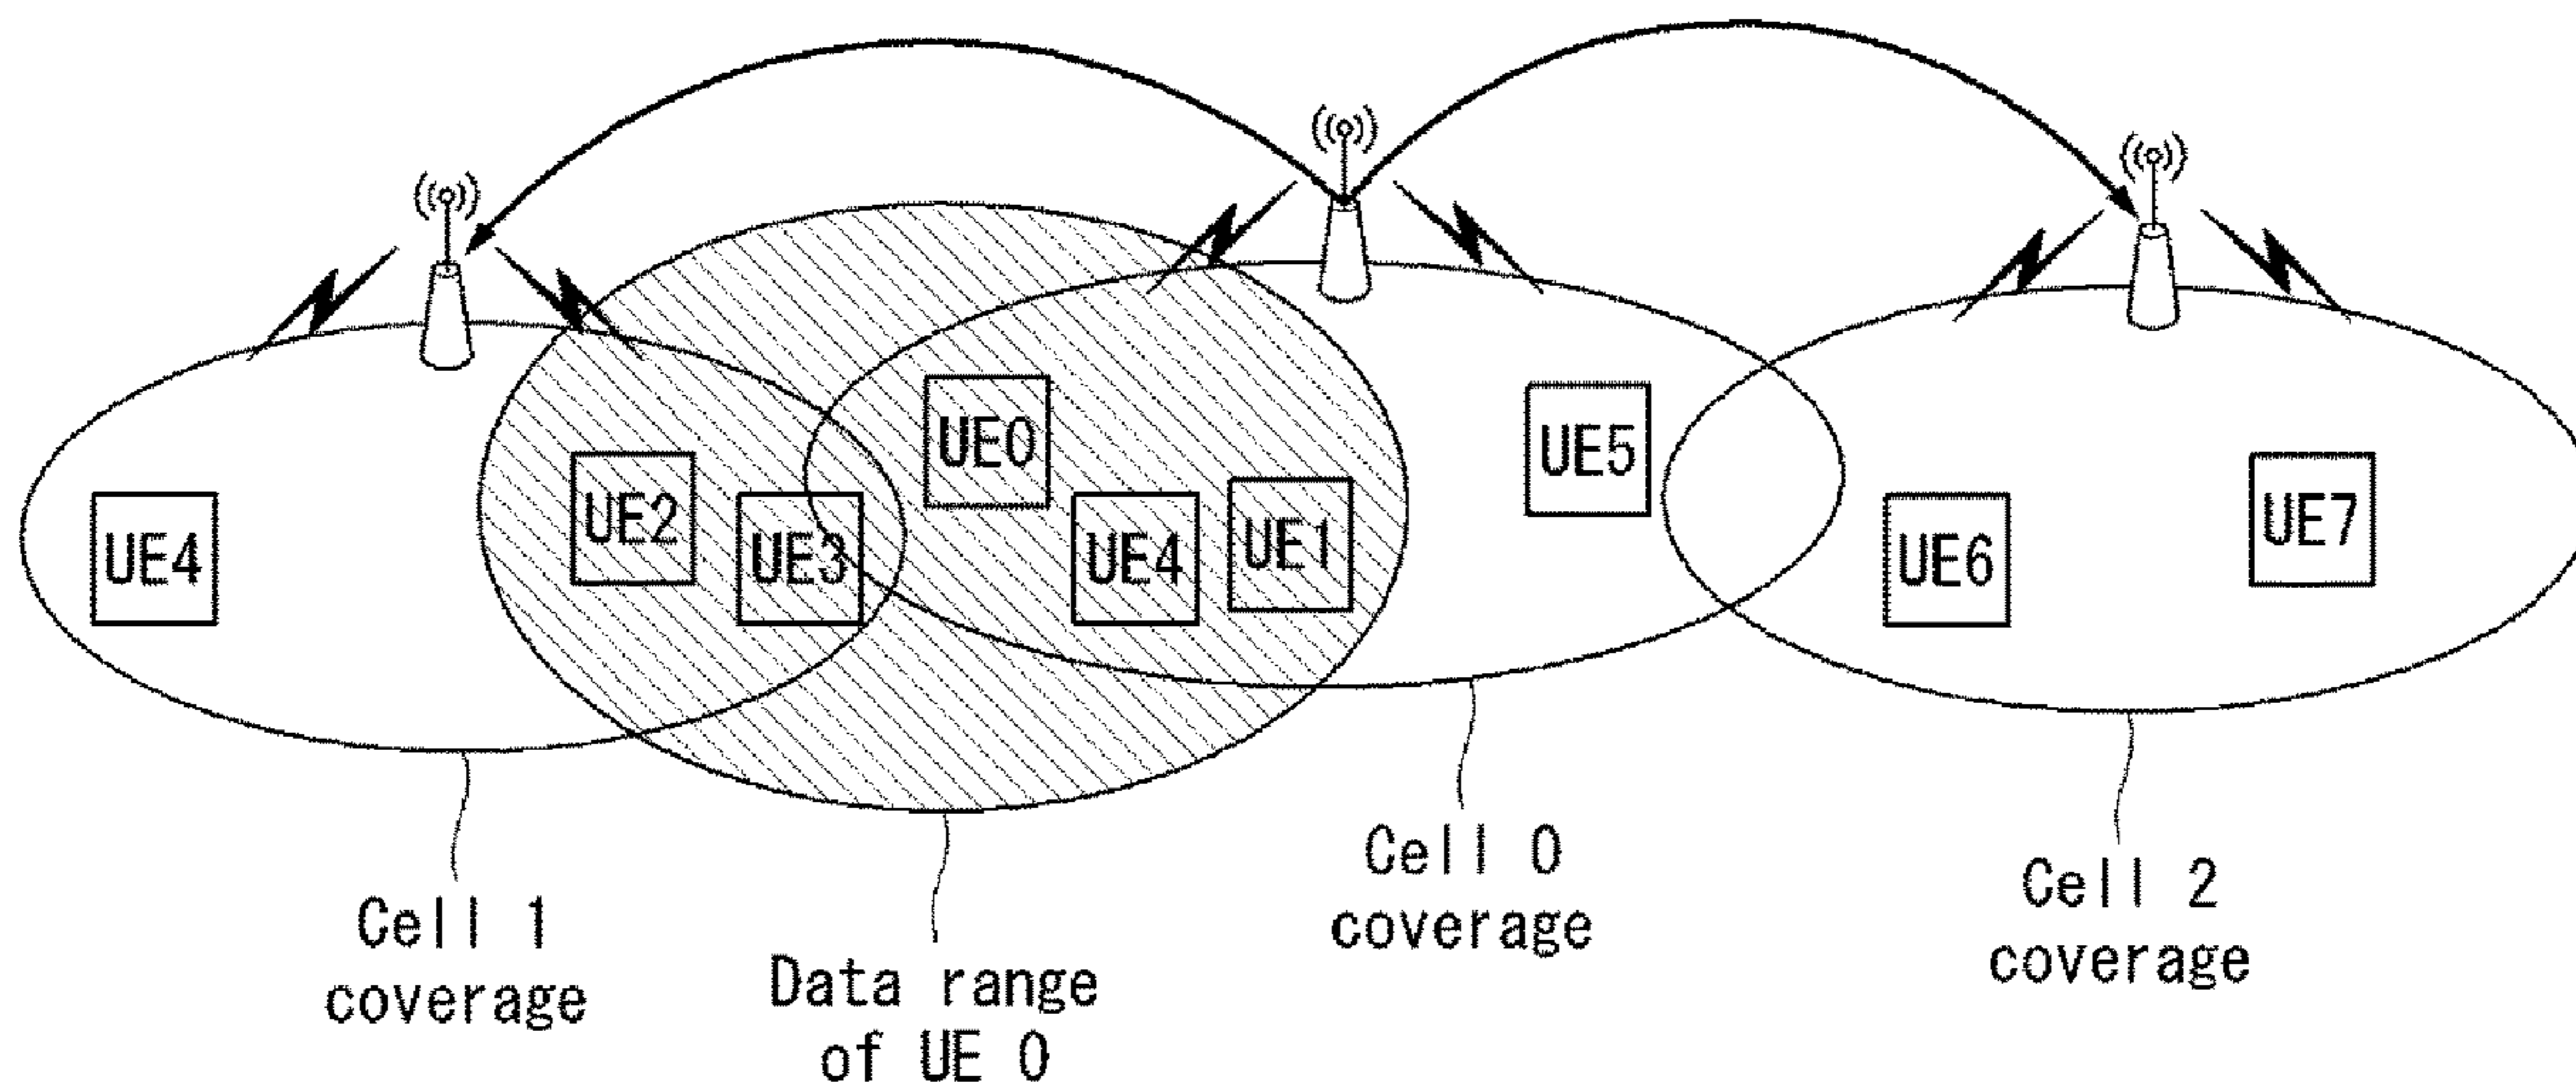 UE4
UE2
UE3
UE0
UE4
UE1
UE5
UE6
UE7
Cell 1
coverage
Data range
of UE 0
Cell 0
coverage
Cell 2
coverage